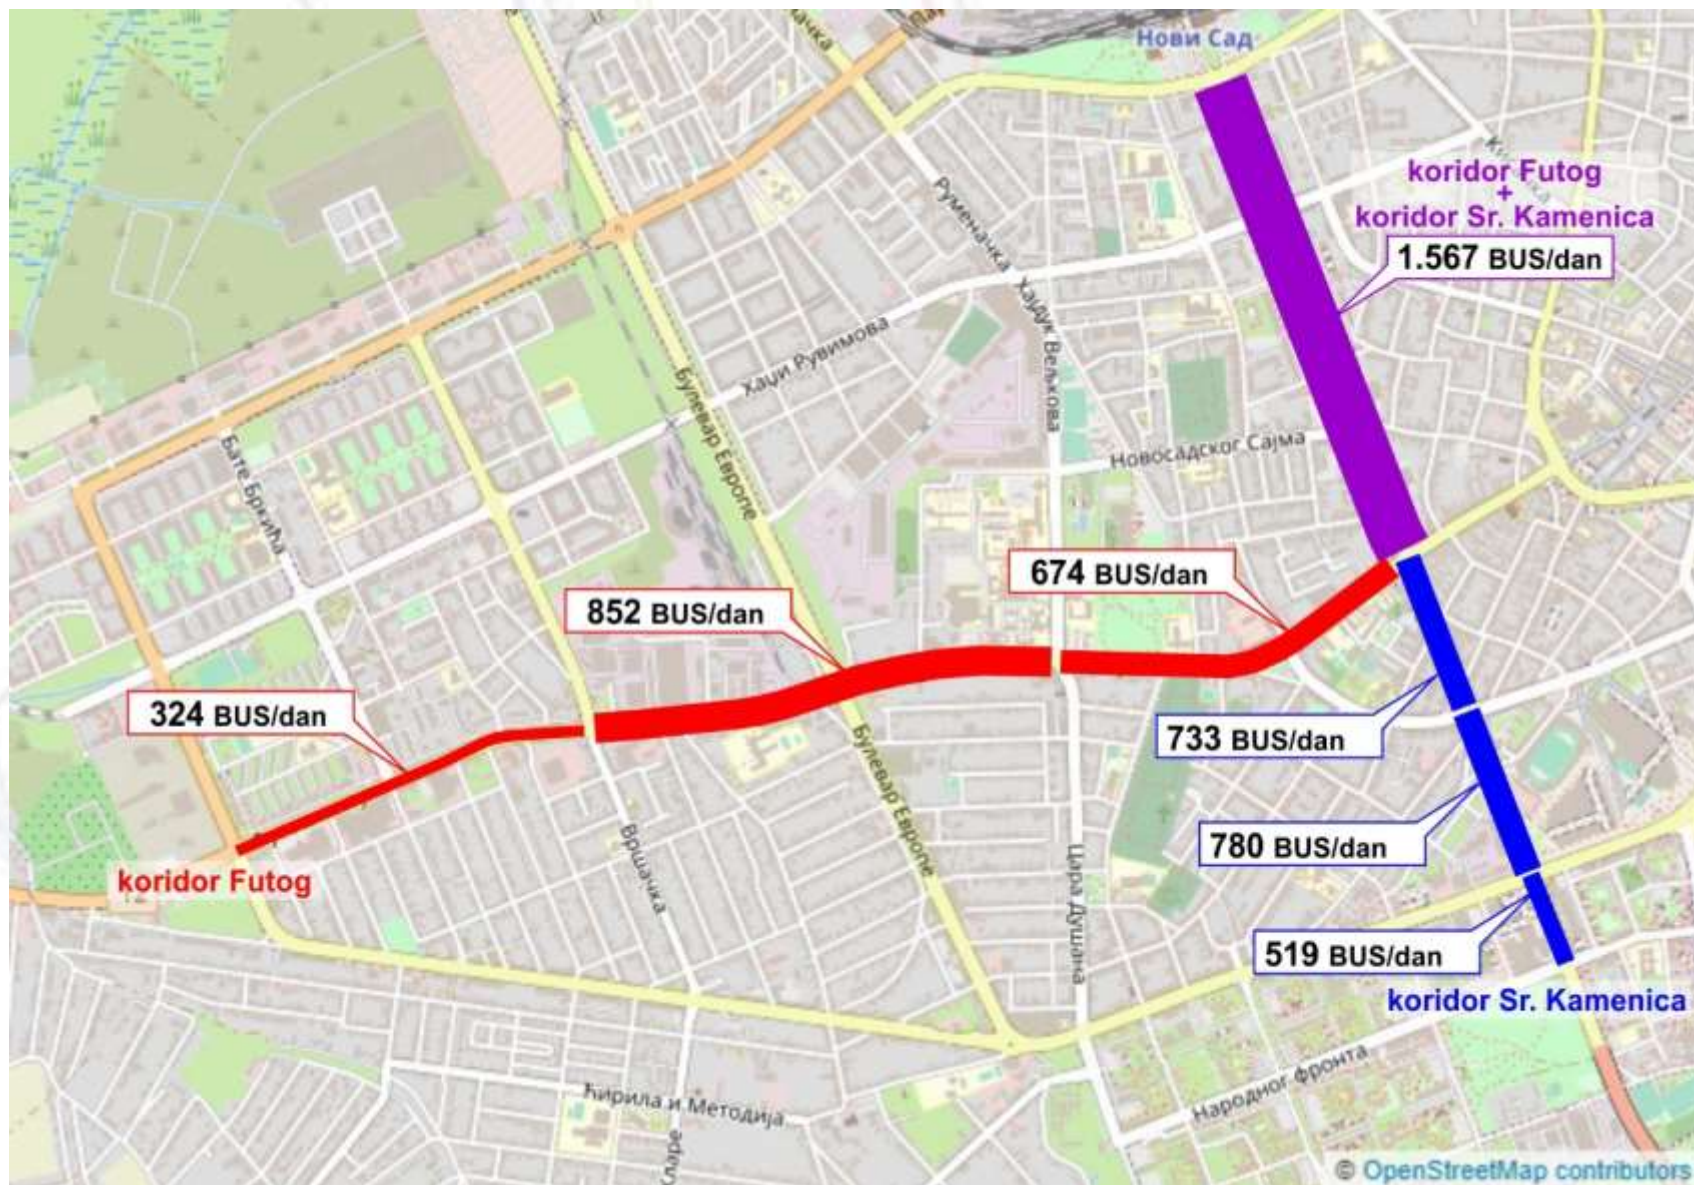 Нови Сад
Руменачка
koridor Futog
+
koridor Sr. Kamenica
1.567 BUS/dan
Хајдук Вељкова
Хаџи Рувимова
Булевар Европе
Новосадског Сајма
Бате Бркића
674 BUS/dan
852 BUS/dan
324 BUS/dan
733 BUS/dan
Булевар Европе
780 BUS/dan
Вршачка
koridor Futog
Цара Душана
519 BUS/dan
koridor Sr. Kamenica
Народног фронта
Ћирила и Методија
© OpenStreetMap contributors